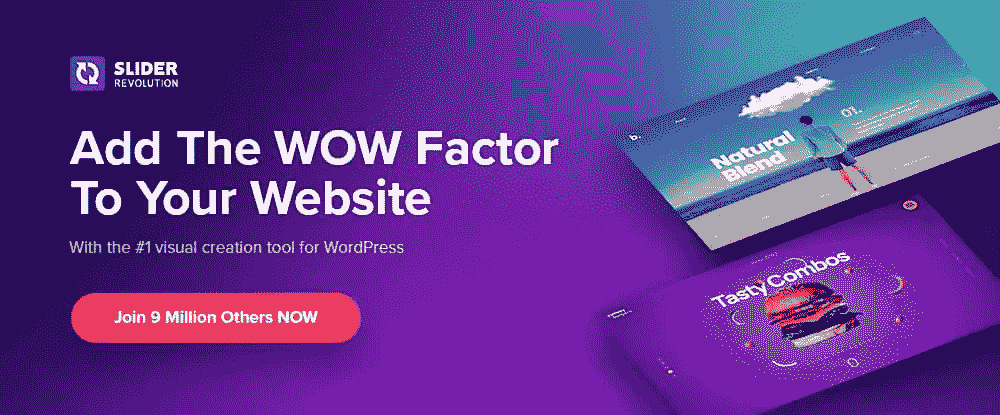 SLIDER
REVOLUTION
Add The WOW Factor
To Your Website
With the #1 visual creation tool for WordPress
Join 9 Million Others NOW
b.
01.
Natural
Blend
Tasty Combos